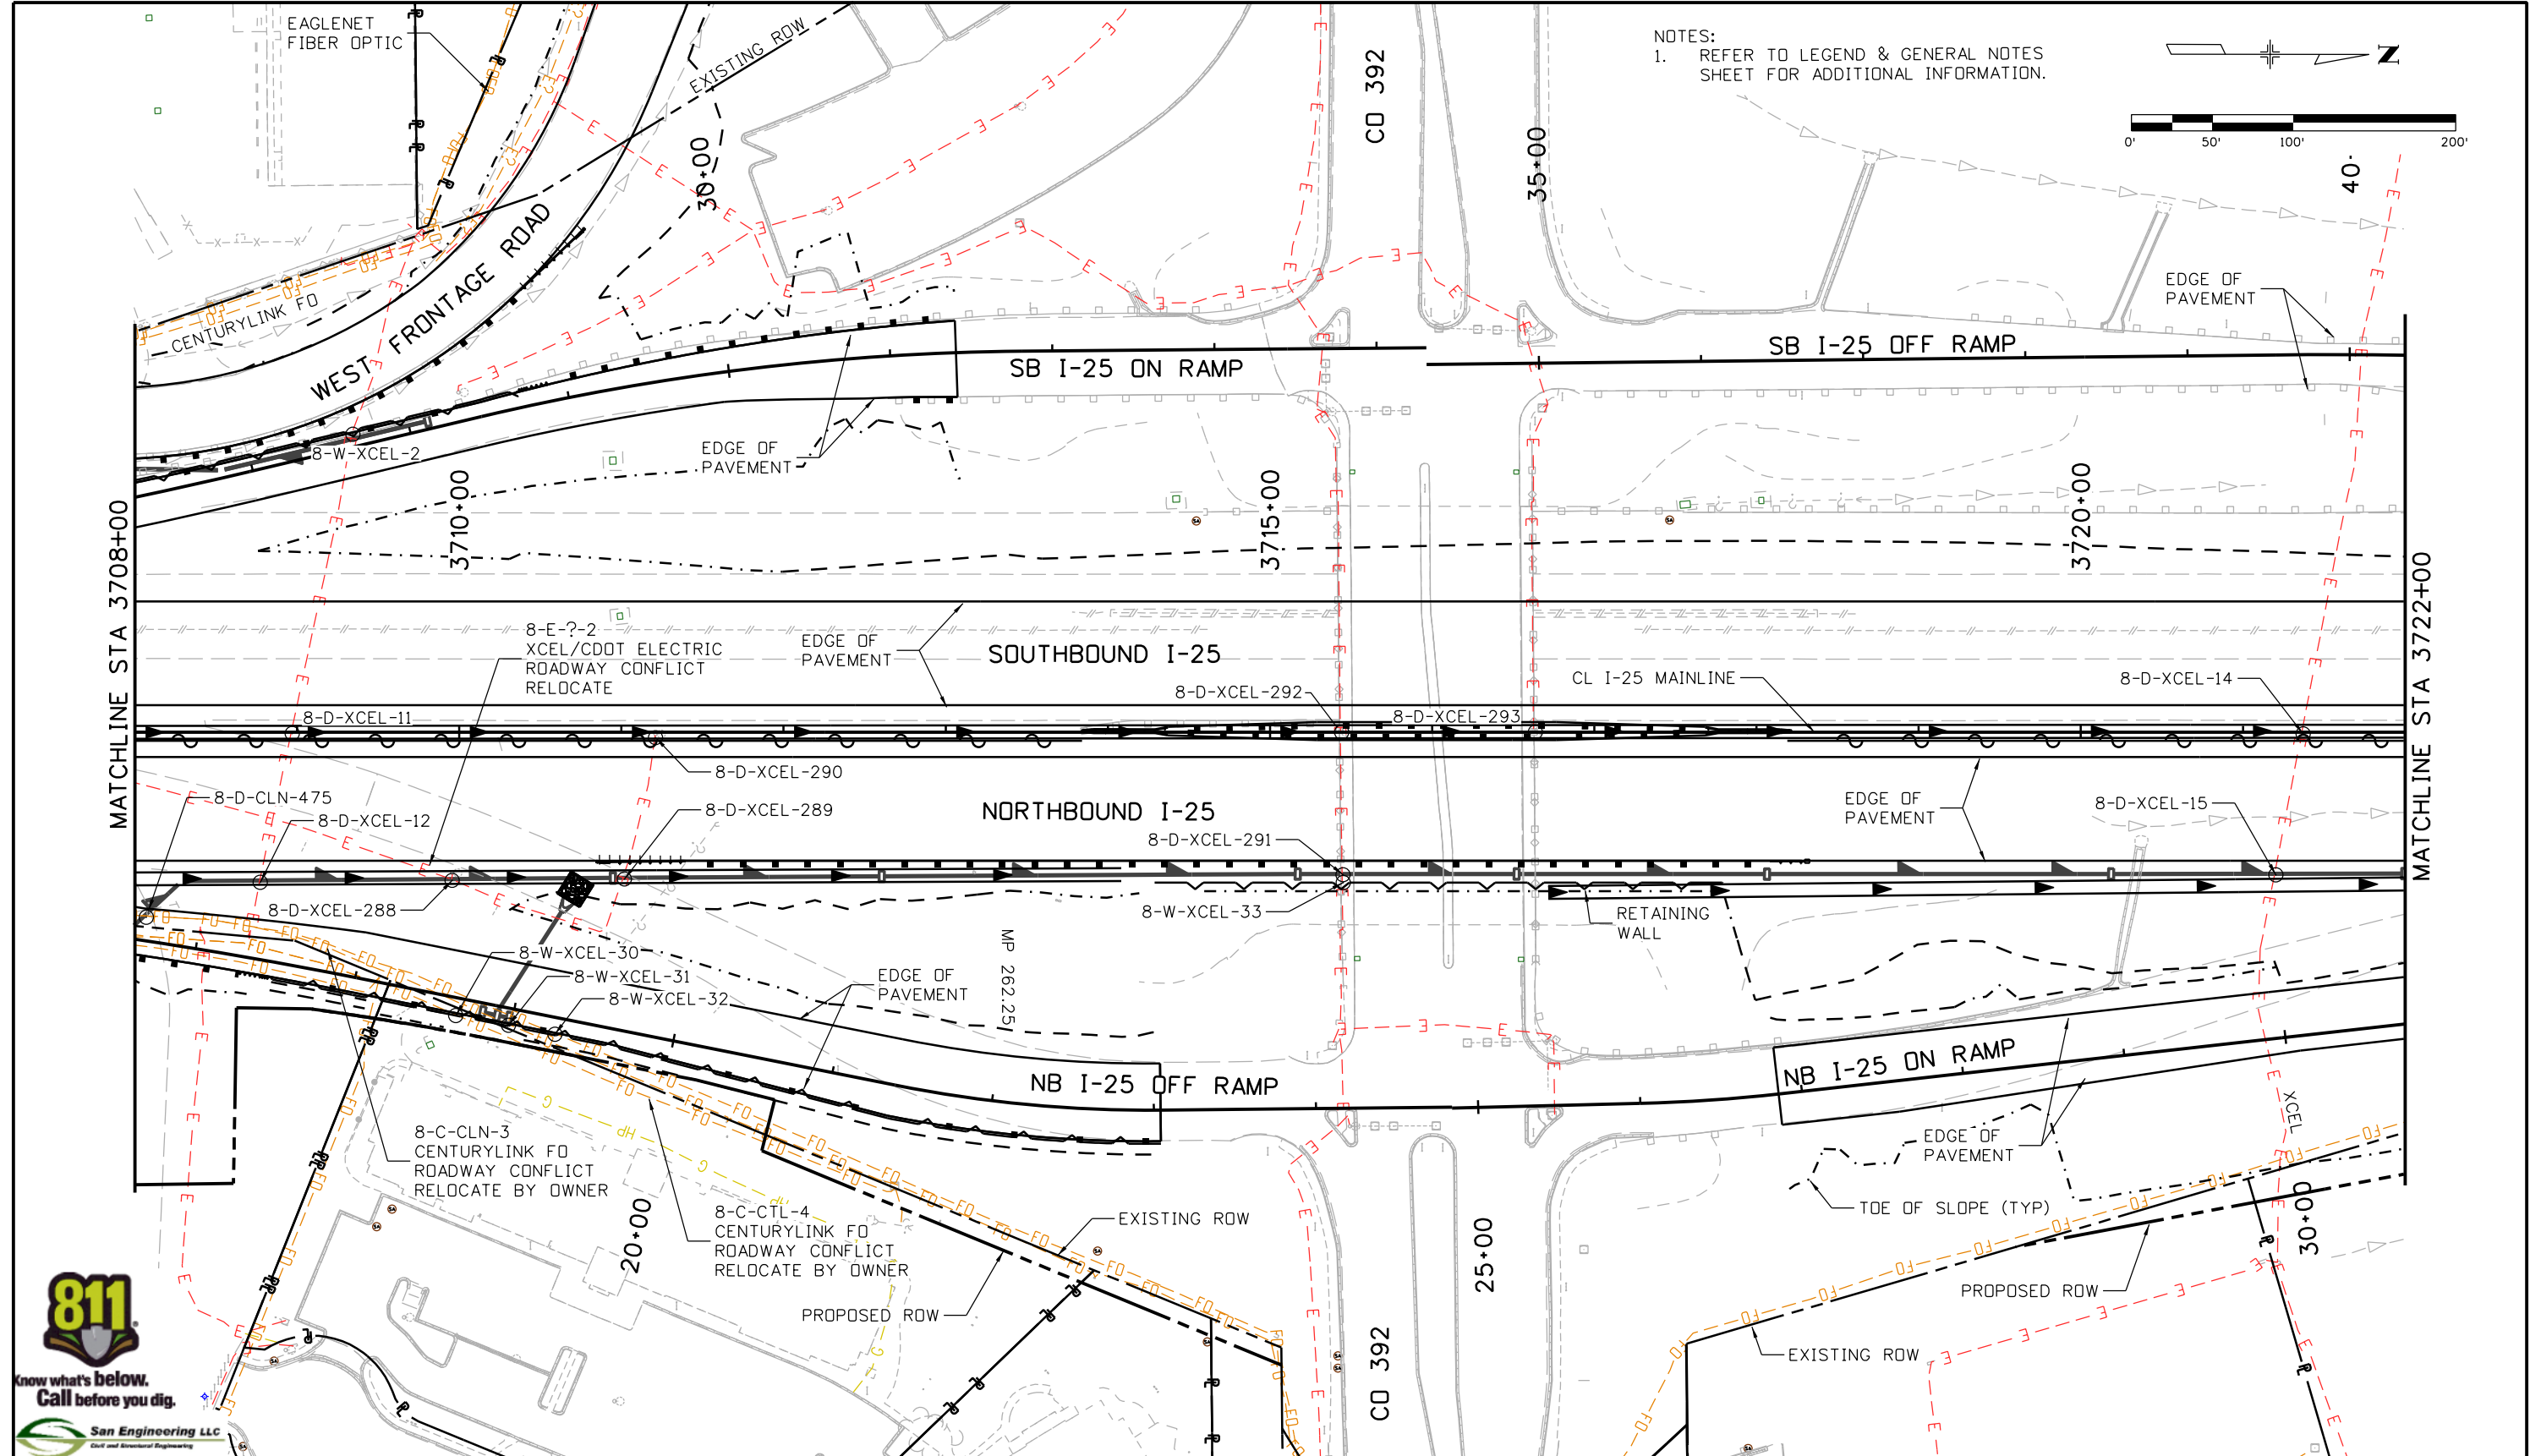 EAGLENET
FIBER OPTIC
EXISTING ROW
30+00
CO 392
35+00
NOTES:
1. REFER TO LEGEND & GENERAL NOTES
SHEET FOR ADDITIONAL INFORMATION.
N
0' 50' 100' 200'
40+
CENTURYLINK FO
WEST FRONTAGE ROAD
EDGE OF
PAVEMENT
SB I-25 ON RAMP
SB I-25 OFF RAMP
8-W-XCEL-2
EDGE OF
PAVEMENT
MATCHLINE STA 3708+00
3710+00
3715+00
3720+00
MATCHLINE STA 3722+00
8-E-?-2
XCEL/CDOT ELECTRIC
ROADWAY CONFLICT
RELOCATE
EDGE OF
PAVEMENT
SOUTHBOUND I-25
CL I-25 MAINLINE
8-D-XCEL-14
8-D-XCEL-292
8-D-XCEL-11
8-D-XCEL-293
8-D-XCEL-290
8-D-CLN-475
8-D-XCEL-12
8-D-XCEL-289
NORTHBOUND I-25
8-D-XCEL-291
EDGE OF
PAVEMENT
8-D-XCEL-15
8-D-XCEL-288
8-W-XCEL-33
RETAINING
WALL
8-W-XCEL-30
8-W-XCEL-31
8-W-XCEL-32
EDGE OF
PAVEMENT
MP 262.25
NB I-25 OFF RAMP
NB I-25 ON RAMP
XCEL
8-C-CLN-3
CENTURYLINK FO
ROADWAY CONFLICT
RELOCATE BY OWNER
EDGE OF
PAVEMENT
TOE OF SLOPE (TYP)
20+00
8-C-CTL-4
CENTURYLINK FO
ROADWAY CONFLICT
RELOCATE BY OWNER
EXISTING ROW
25+00
30+00
PROPOSED ROW
PROPOSED ROW
EXISTING ROW
CO 392
811
Know what's below.
Call before you dig.
San Engineering LLC
Civil and Structural Engineering